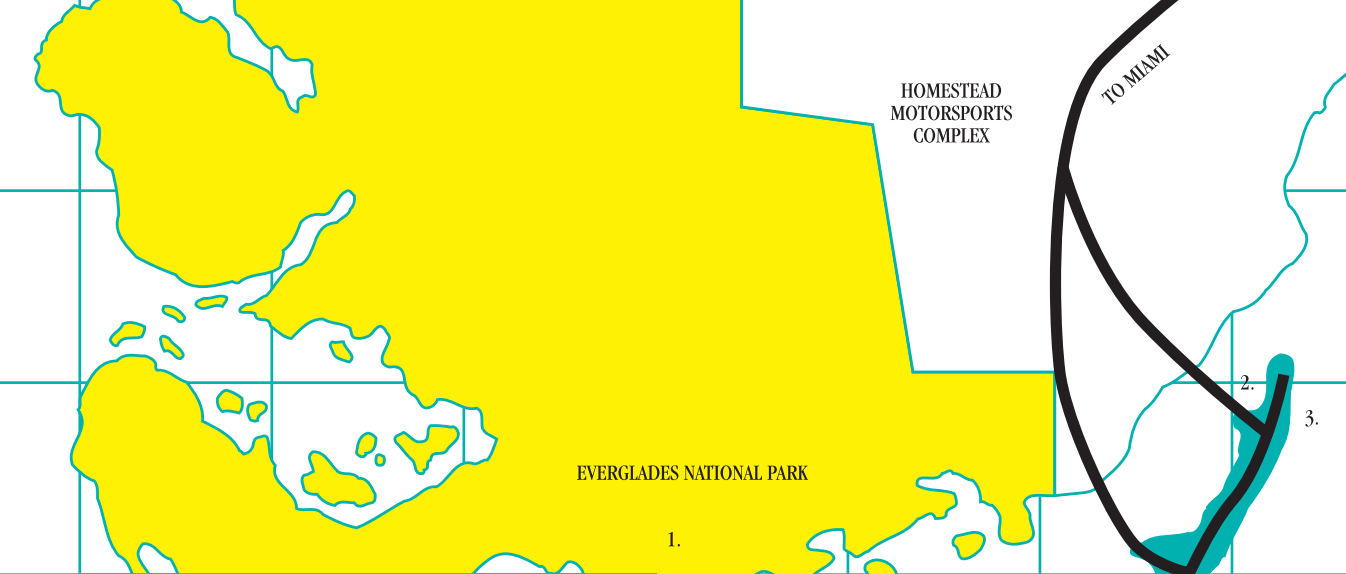 TO MIAMI
HOMESTEAD
MOTORSPORTS
COMPLEX
2.
3.
EVERGLADES NATIONAL PARK
1.